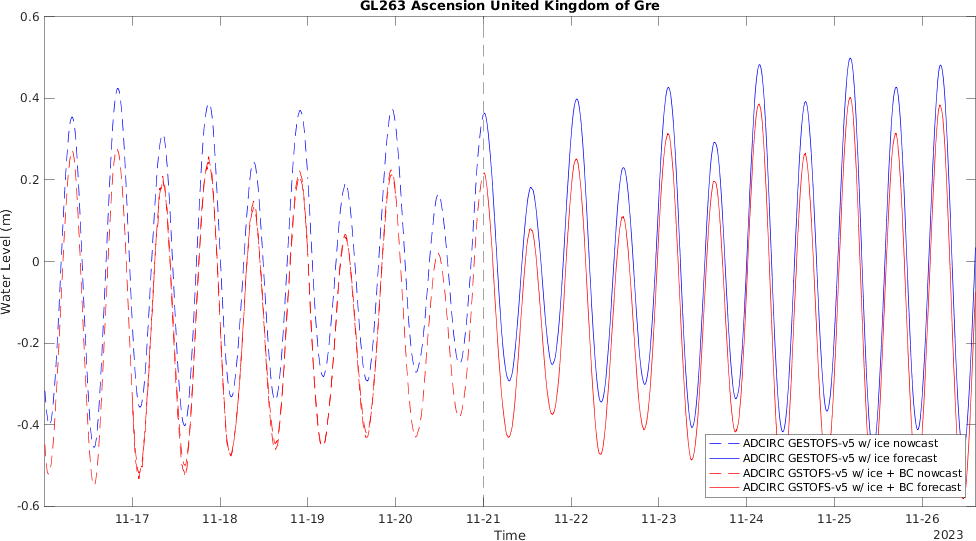 GL263 Ascension United Kingdom of Gre
0.6
0.4
0.2
0
-0.2
-0.4
-0.6
Water Level (m)
ADCIRC GESTOFS-v5 w/ ice nowcast
ADCIRC GESTOFS-v5 w/ ice forecast
ADCIRC GSTOFS-v5 w/ ice + BC nowcast
ADCIRC GSTOFS-v5 w/ ice + BC forecast
11-17 11-18 11-19 11-20 11-21 11-22 11-23 11-24 11-25 11-26
Time
2023